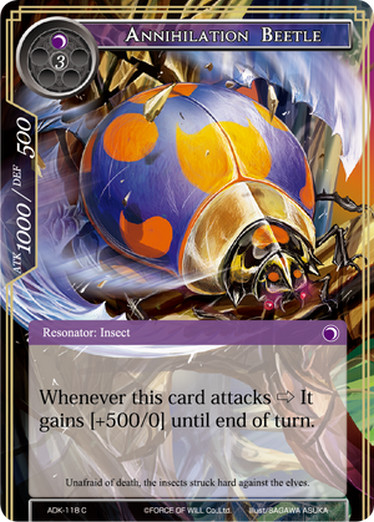 Annihilation Beetle
3
ATK 1000 / DEF 500
Resonator: Insect
Whenever this card attacks ⇨ It
gains [+500/0] until end of turn.
Unafraid of death, the insects struck hard against the elves.
ADK-118 C ©FORCE OF WILL Co.,Ltd. Illust/BAGAWA ASUKA